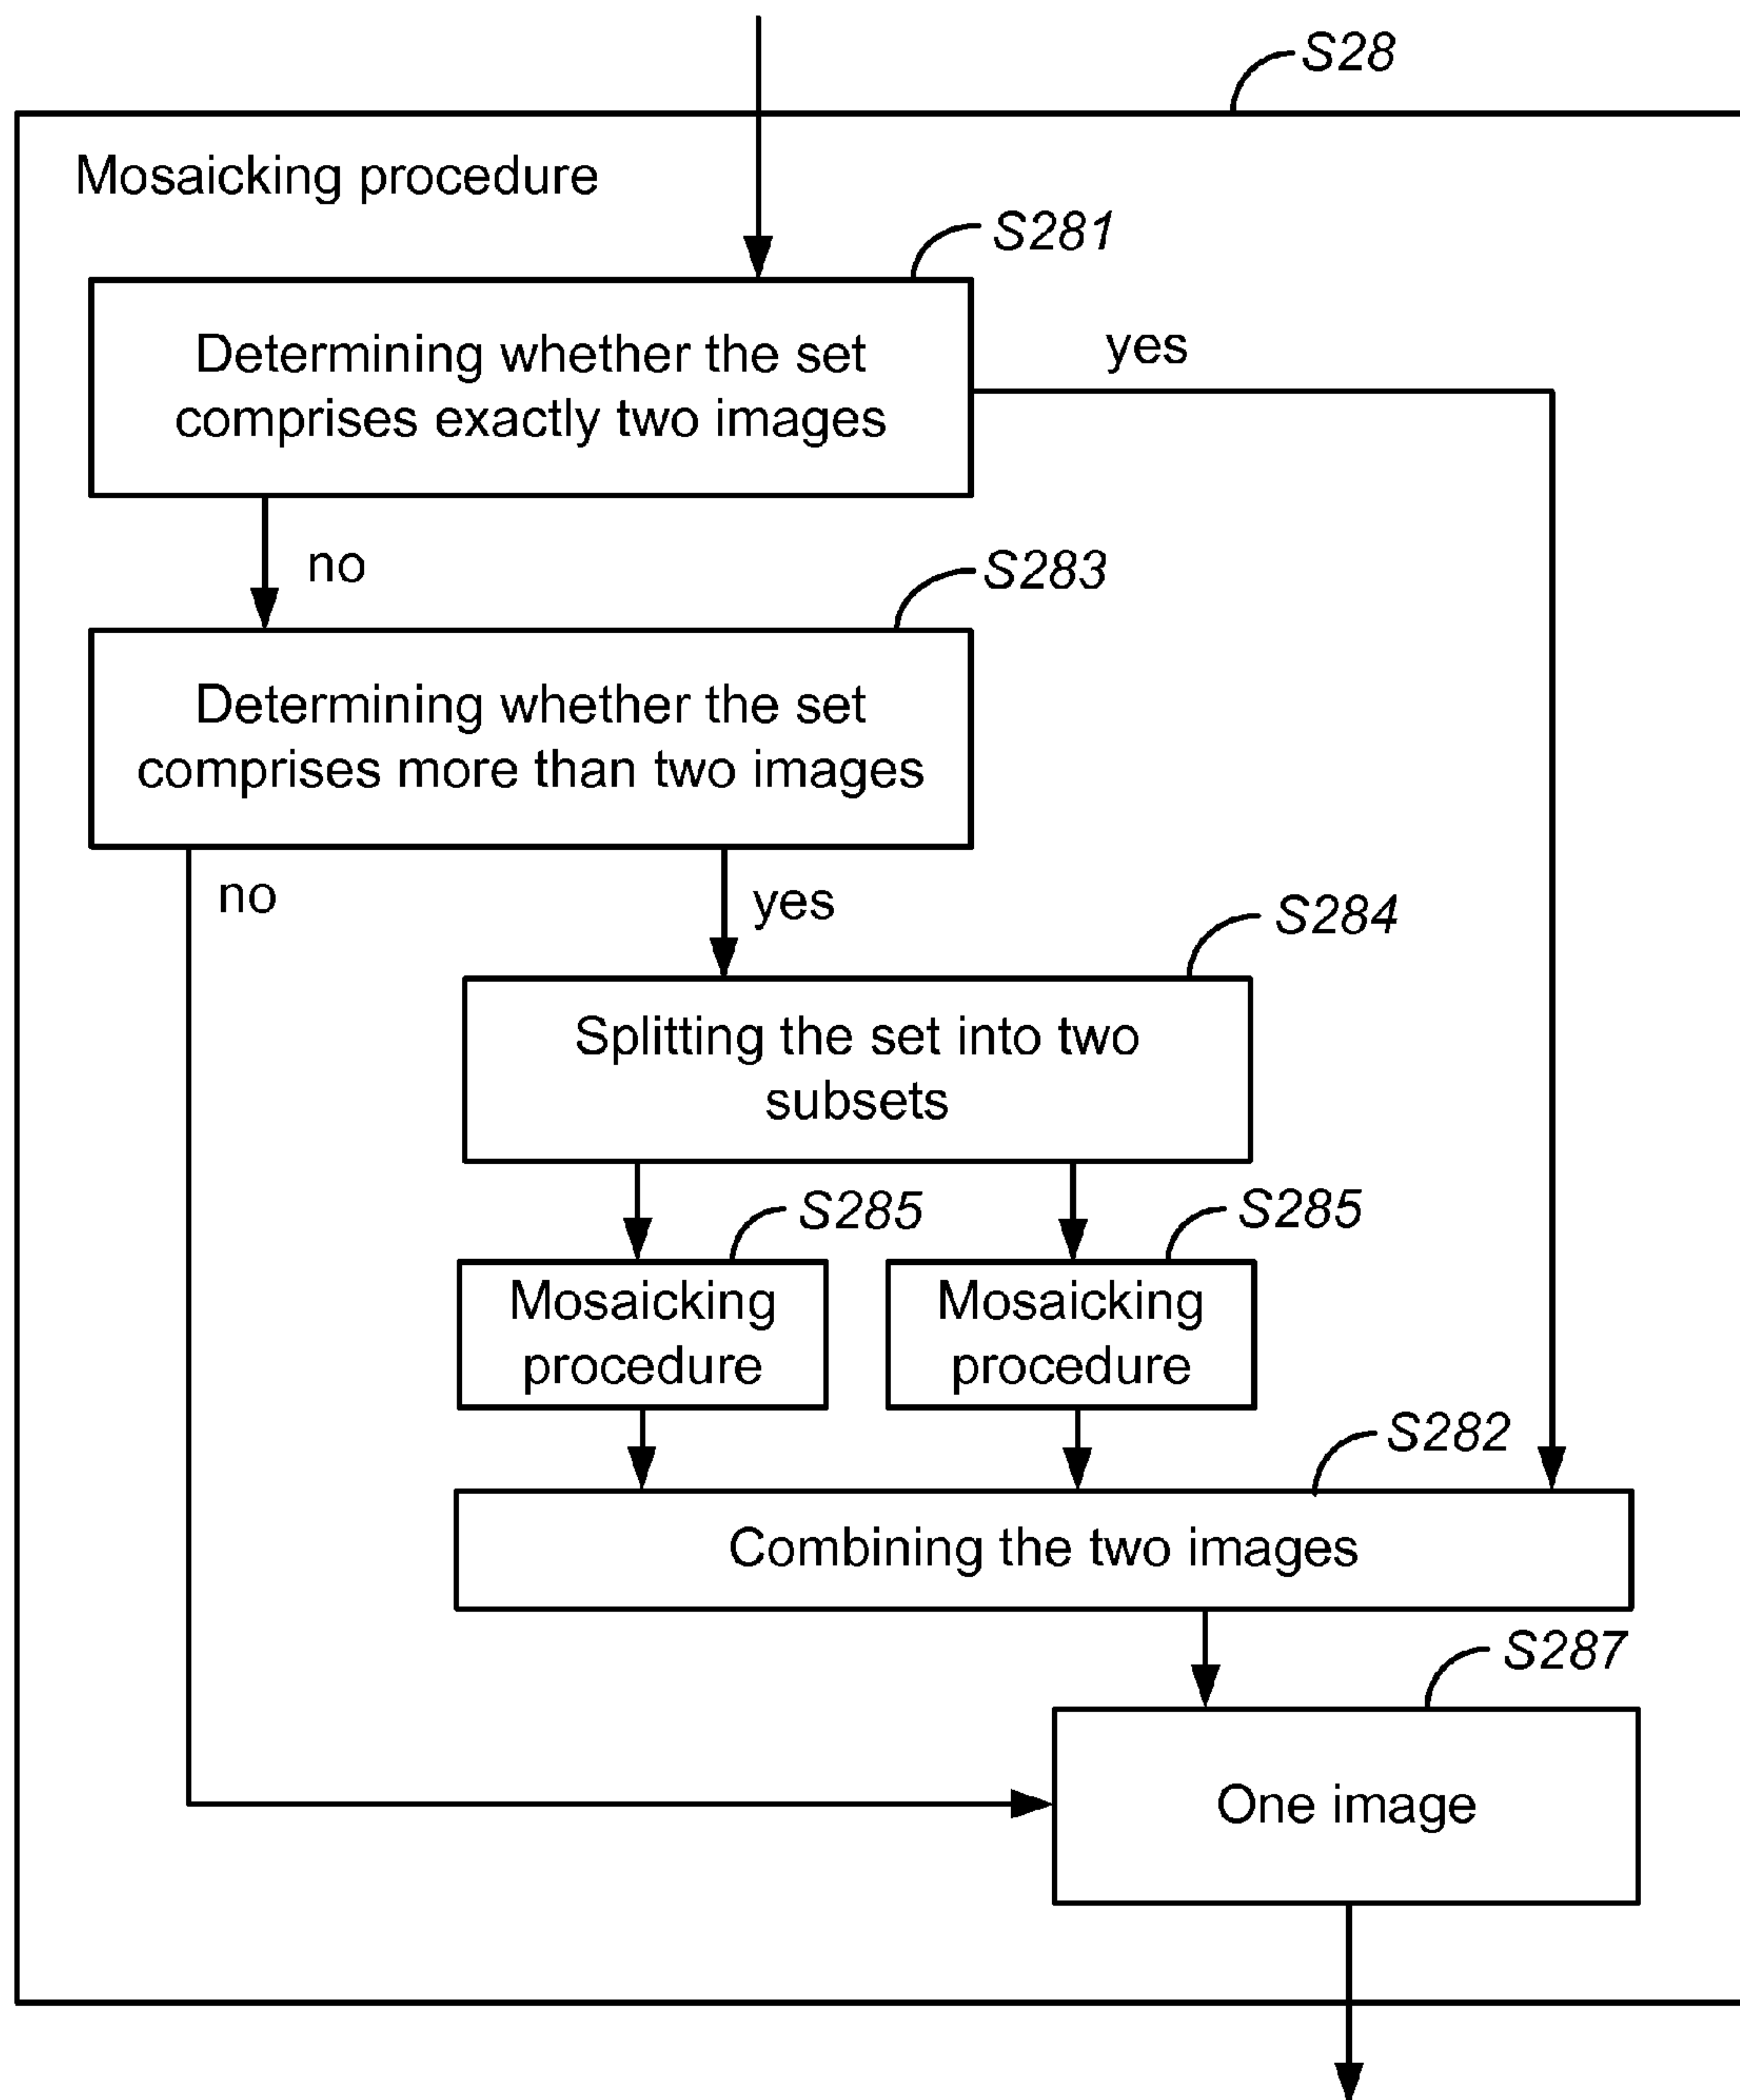 S28
Mosaicking procedure
S281
Determining whether the set
comprises exactly two images
yes
no
S283
Determining whether the set
comprises more than two images
no
yes
S284
Splitting the set into two
subsets
S285
S285
Mosaicking
procedure
Mosaicking
procedure
S282
Combining the two images
S287
One image